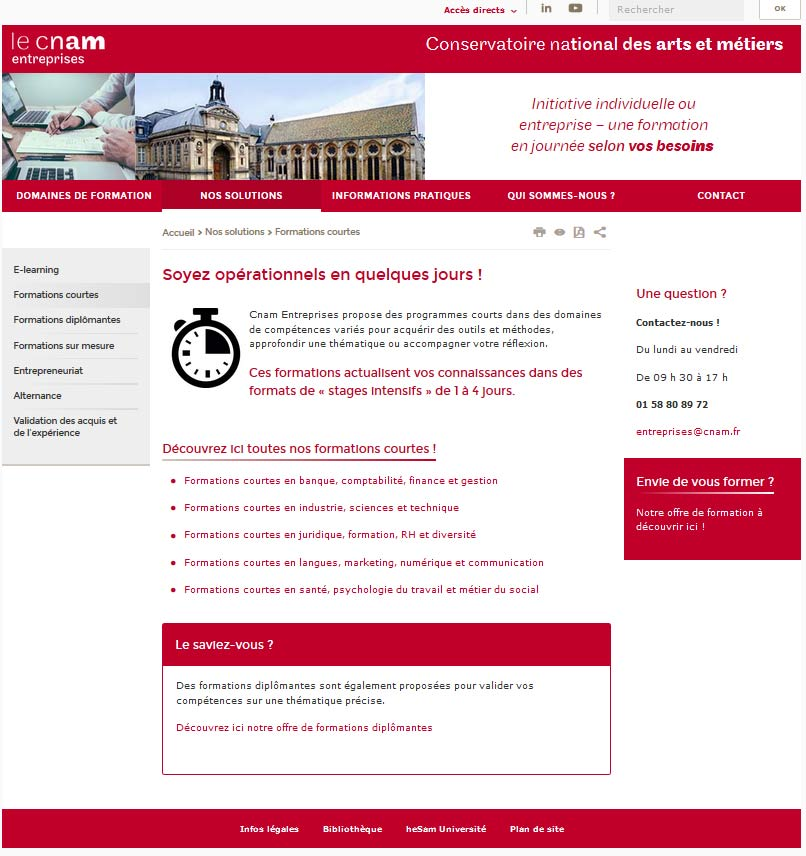 Accès directs
in
Rechercher
OK
le cnam
entreprises
Conservatoire national des arts et métiers
Initiative individuelle ou
entreprise – une formation
en journée selon vos besoins
DOMAINES DE FORMATION
NOS SOLUTIONS
INFORMATIONS PRATIQUES
QUI SOMMES-NOUS ?
CONTACT
Accueil > Nos solutions > Formations courtes
E-learning
Formations courtes
Formations diplômantes
Formations sur mesure
Entrepreneuriat
Alternance
Validation des acquis et
de l'expérience
Soyez opérationnels en quelques jours !
Cnam Entreprises propose des programmes courts dans des domaines
de compétences variés pour acquérir des outils et méthodes,
approfondir une thématique ou accompagner votre réflexion.
Ces formations actualisent vos connaissances dans des
formats de « stages intensifs » de 1 à 4 jours.
Découvrez ici toutes nos formations courtes !
Formations courtes en banque, comptabilité, finance et gestion
Formations courtes en industrie, sciences et technique
Formations courtes en juridique, formation, RH et diversité
Formations courtes en langues, marketing, numérique et communication
Formations courtes en santé, psychologie du travail et métier du social
Le saviez-vous ?
Des formations diplômantes sont également proposées pour valider vos
compétences sur une thématique précise.
Découvrez ici notre offre de formations diplômantes
Une question ?
Contactez-nous !
Du lundi au vendredi
De 09 h 30 à 17 h
01 58 80 89 72
entreprises@cnam.fr
Envie de vous former ?
Notre offre de formation à
découvrir ici !
Infos légales
Bibliothèque
heSam Université
Plan de site